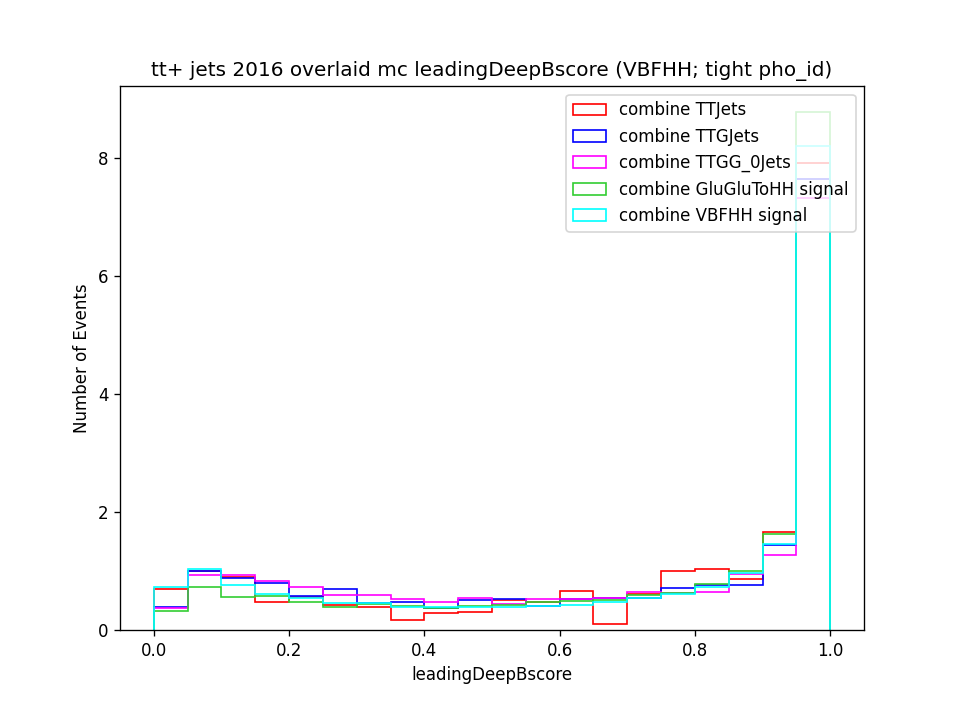 tt+ jets 2016 overlaid mc leadingDeepBscore (VBFHH; tight pho_id)
combine TTJets
combine TTGJets
combine TTGG_0Jets
combine GluGluToHH signal
combine VBFHH signal
Number of Events
8
6
4
2
0
0.0 0.2 0.4 0.6 0.8 1.0
leadingDeepBscore